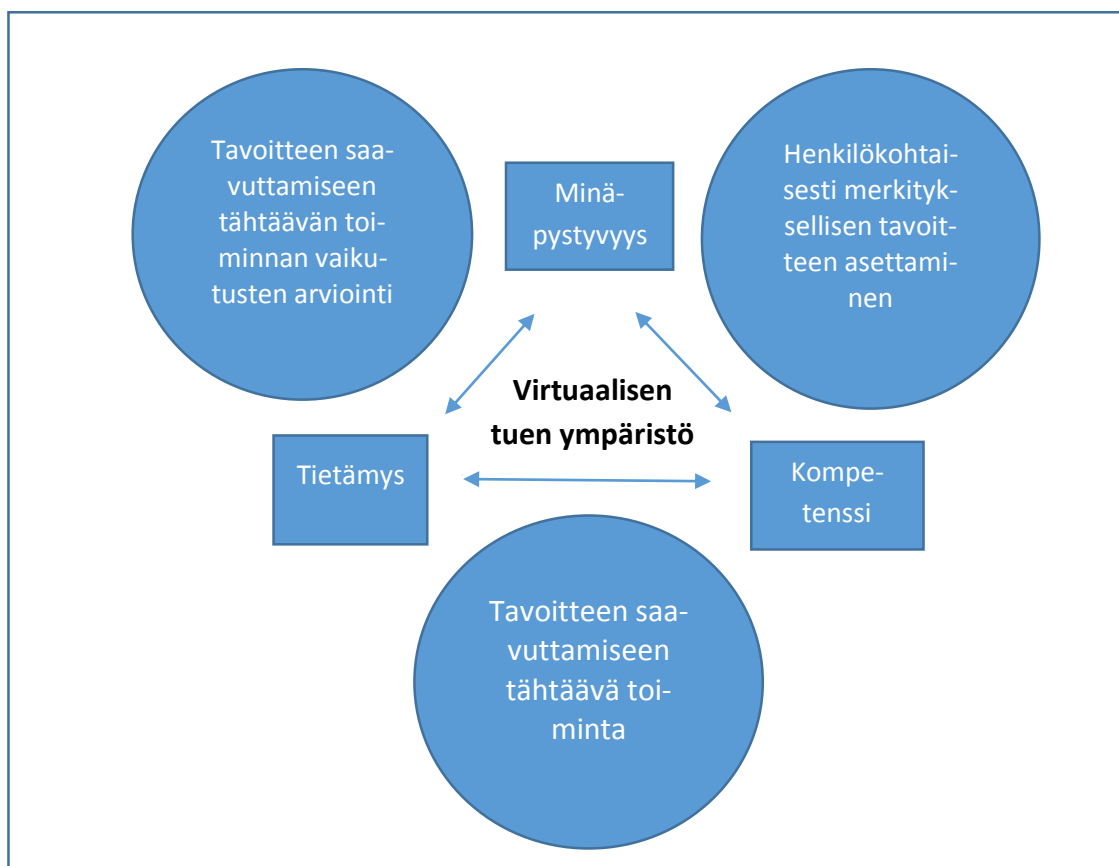 Tavoitteen saa-
vuttamiseen
tähtäävän toi-
minnan vaiku-
tusten arviointi
Minä-
pystyvyys
Henkilökohtai-
sesti merkityk-
sellisen tavoit-
teen asettami-
nen
Virtuaalisen
tuen ympäristö
Tietämys
Kompe-
tenssi
Tavoitteen saa-
vuttamiseen
tähtäävä toi-
minta